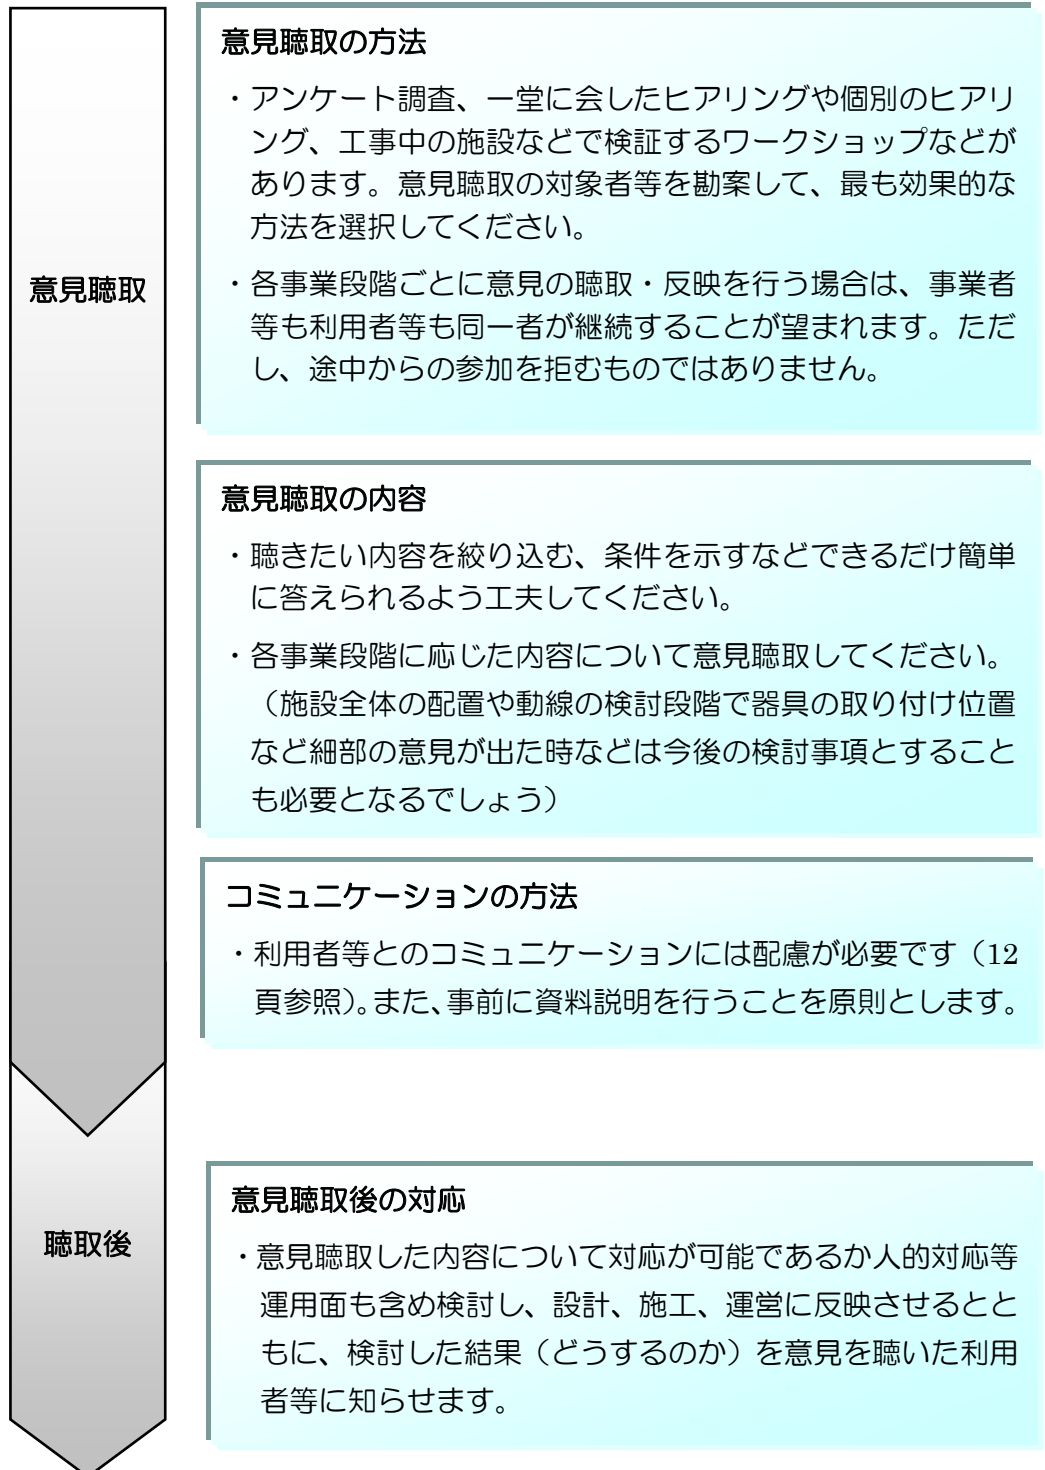 意見聴取の方法
・アンケート調査、一堂に会したヒアリングや個別のヒアリ
ング、工事中の施設などで検証するワークショップなどが
あります。意見聴取の対象者等を勘案して、最も効果的な
方法を選択してください。
・各事業段階ごとに意見の聴取・反映を行う場合は、事業者
等も利用者等も同一者が継続することが望まれます。ただ
し、途中からの参加を拒むものではありません。
意見聴取
意見聴取の内容
・聴きたい内容を絞り込む、条件を示すなどできるだけ簡単
に答えられるよう工夫してください。
・各事業段階に応じた内容について意見聴取してください。
（施設全体の配置や動線の検討段階で器具の取り付け位置
など細部の意見が出た時などは今後の検討事項とすること
も必要となるでしょう）
コミュニケーションの方法
・利用者等とのコミュニケーションには配慮が必要です（12
頁参照）。また、事前に資料説明を行うことを原則とします。
聴取後
意見聴取後の対応
・意見聴取した内容について対応が可能であるか人的対応等
運用面も含め検討し、設計、施工、運営に反映させるとと
もに、検討した結果（どうするのか）を意見を聴いた利用
者等に知らせます。